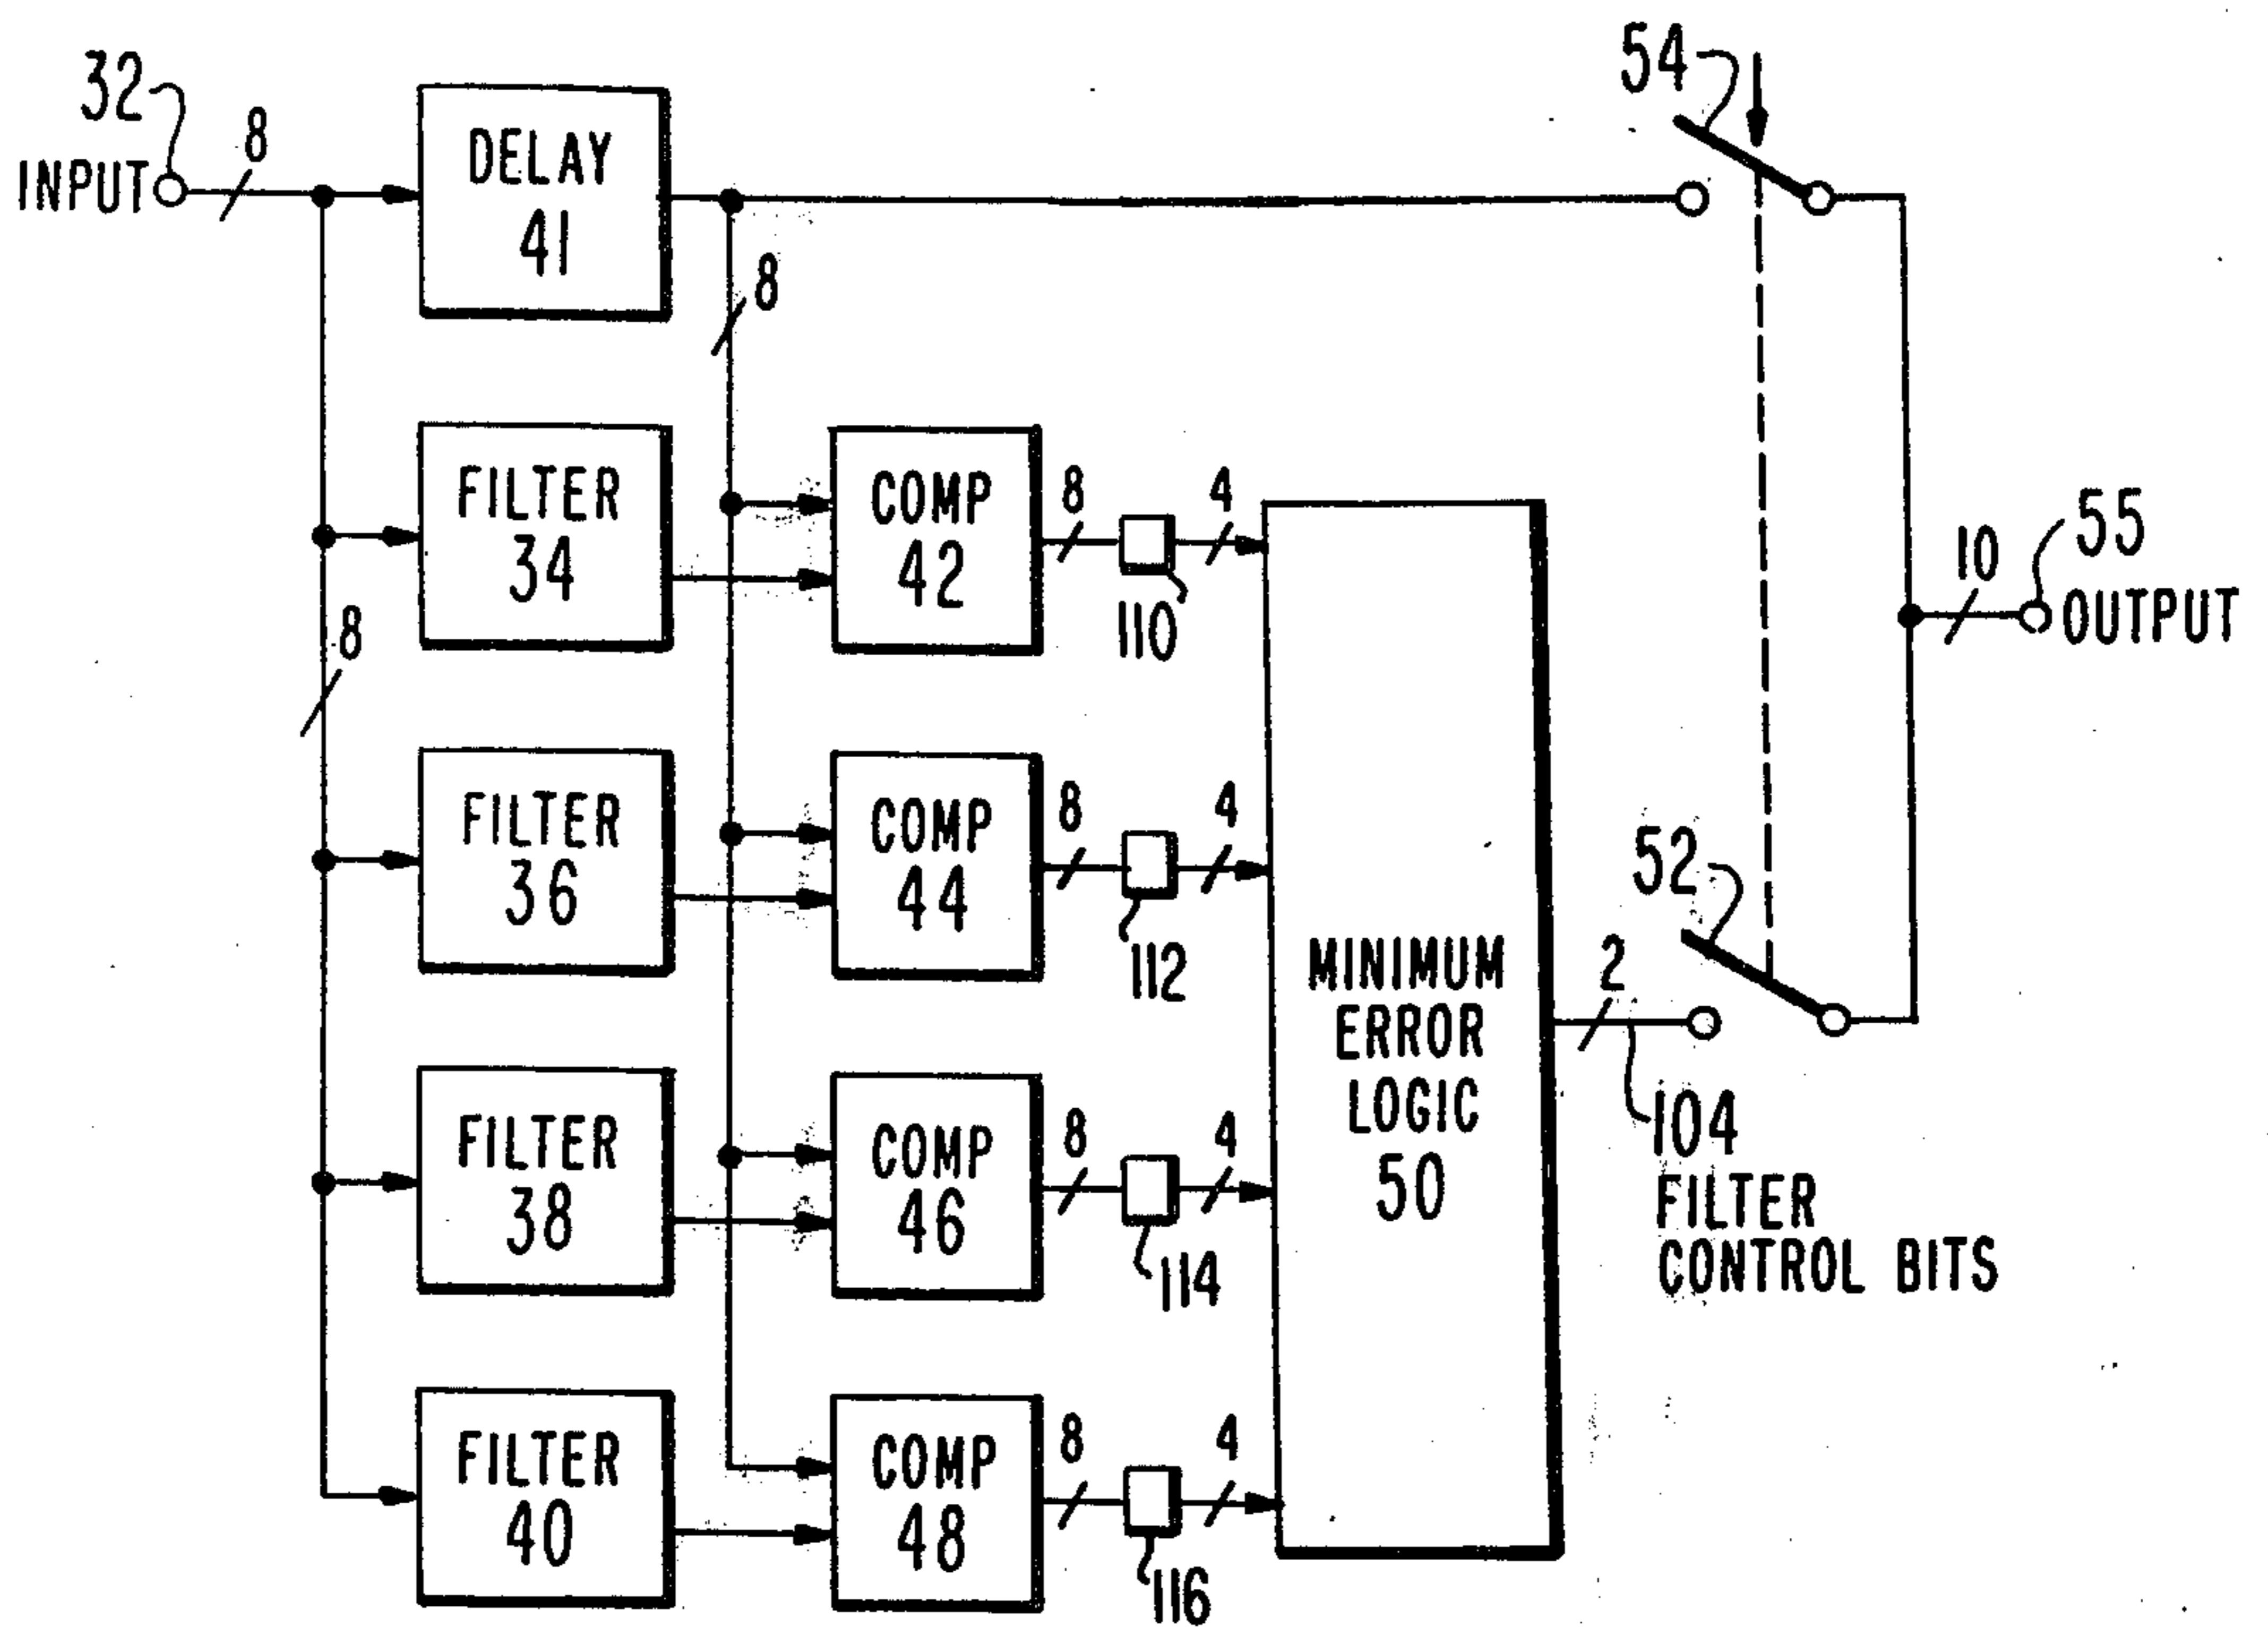 32
8
INPUT
DELAY
41
54
8
FILTER
34
COMP
42
8
4
110
8
10
55
OUTPUT
FILTER
36
COMP
44
8
4
112
MINIMUM
ERROR
LOGIC
50
52
2
104
FILTER
CONTROL BITS
FILTER
38
COMP
46
8
4
114
FILTER
40
COMP
48
8
4
116